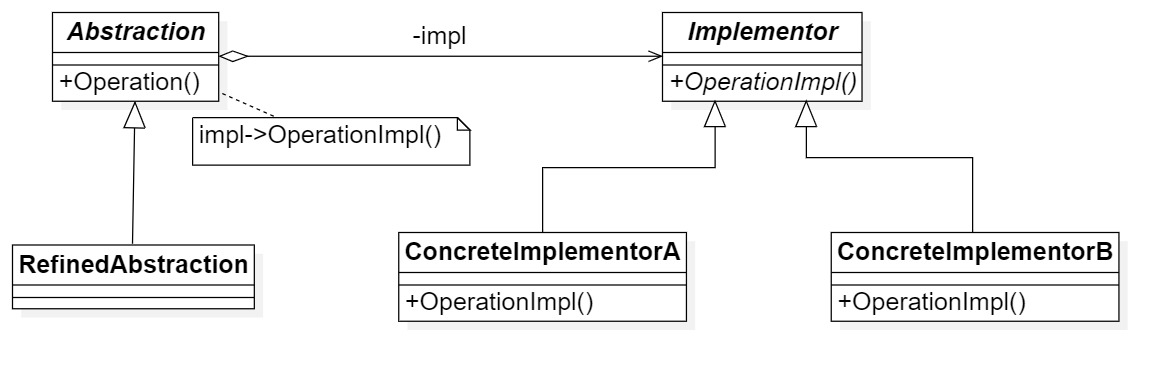 Abstraction
+Operation()
-impl
Implementor
+OperationImpl()
impl->OperationImpl()
RefinedAbstraction
ConcreteImplementorA
+OperationImpl()
ConcreteImplementorB
+OperationImpl()